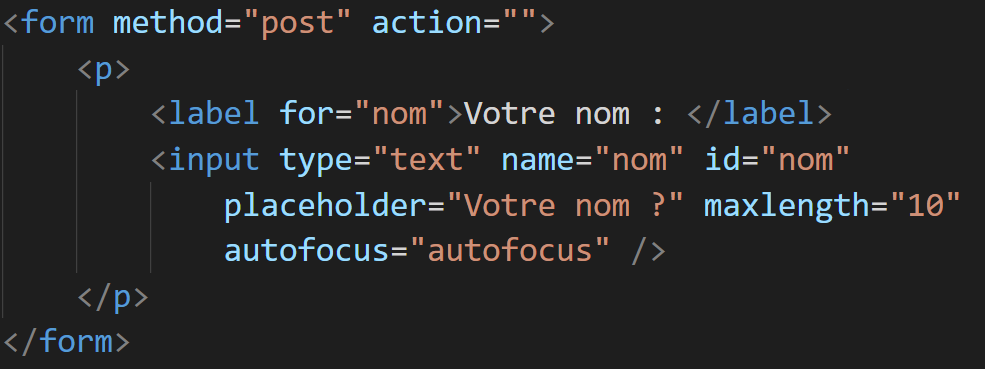 <form method="post" action="">
<p>
<label for="nom">Votre nom : </label>
<input type="text" name="nom" id="nom"
placeholder="Votre nom ?" maxlength="10"
autofocus="autofocus" />
</p>
</form>